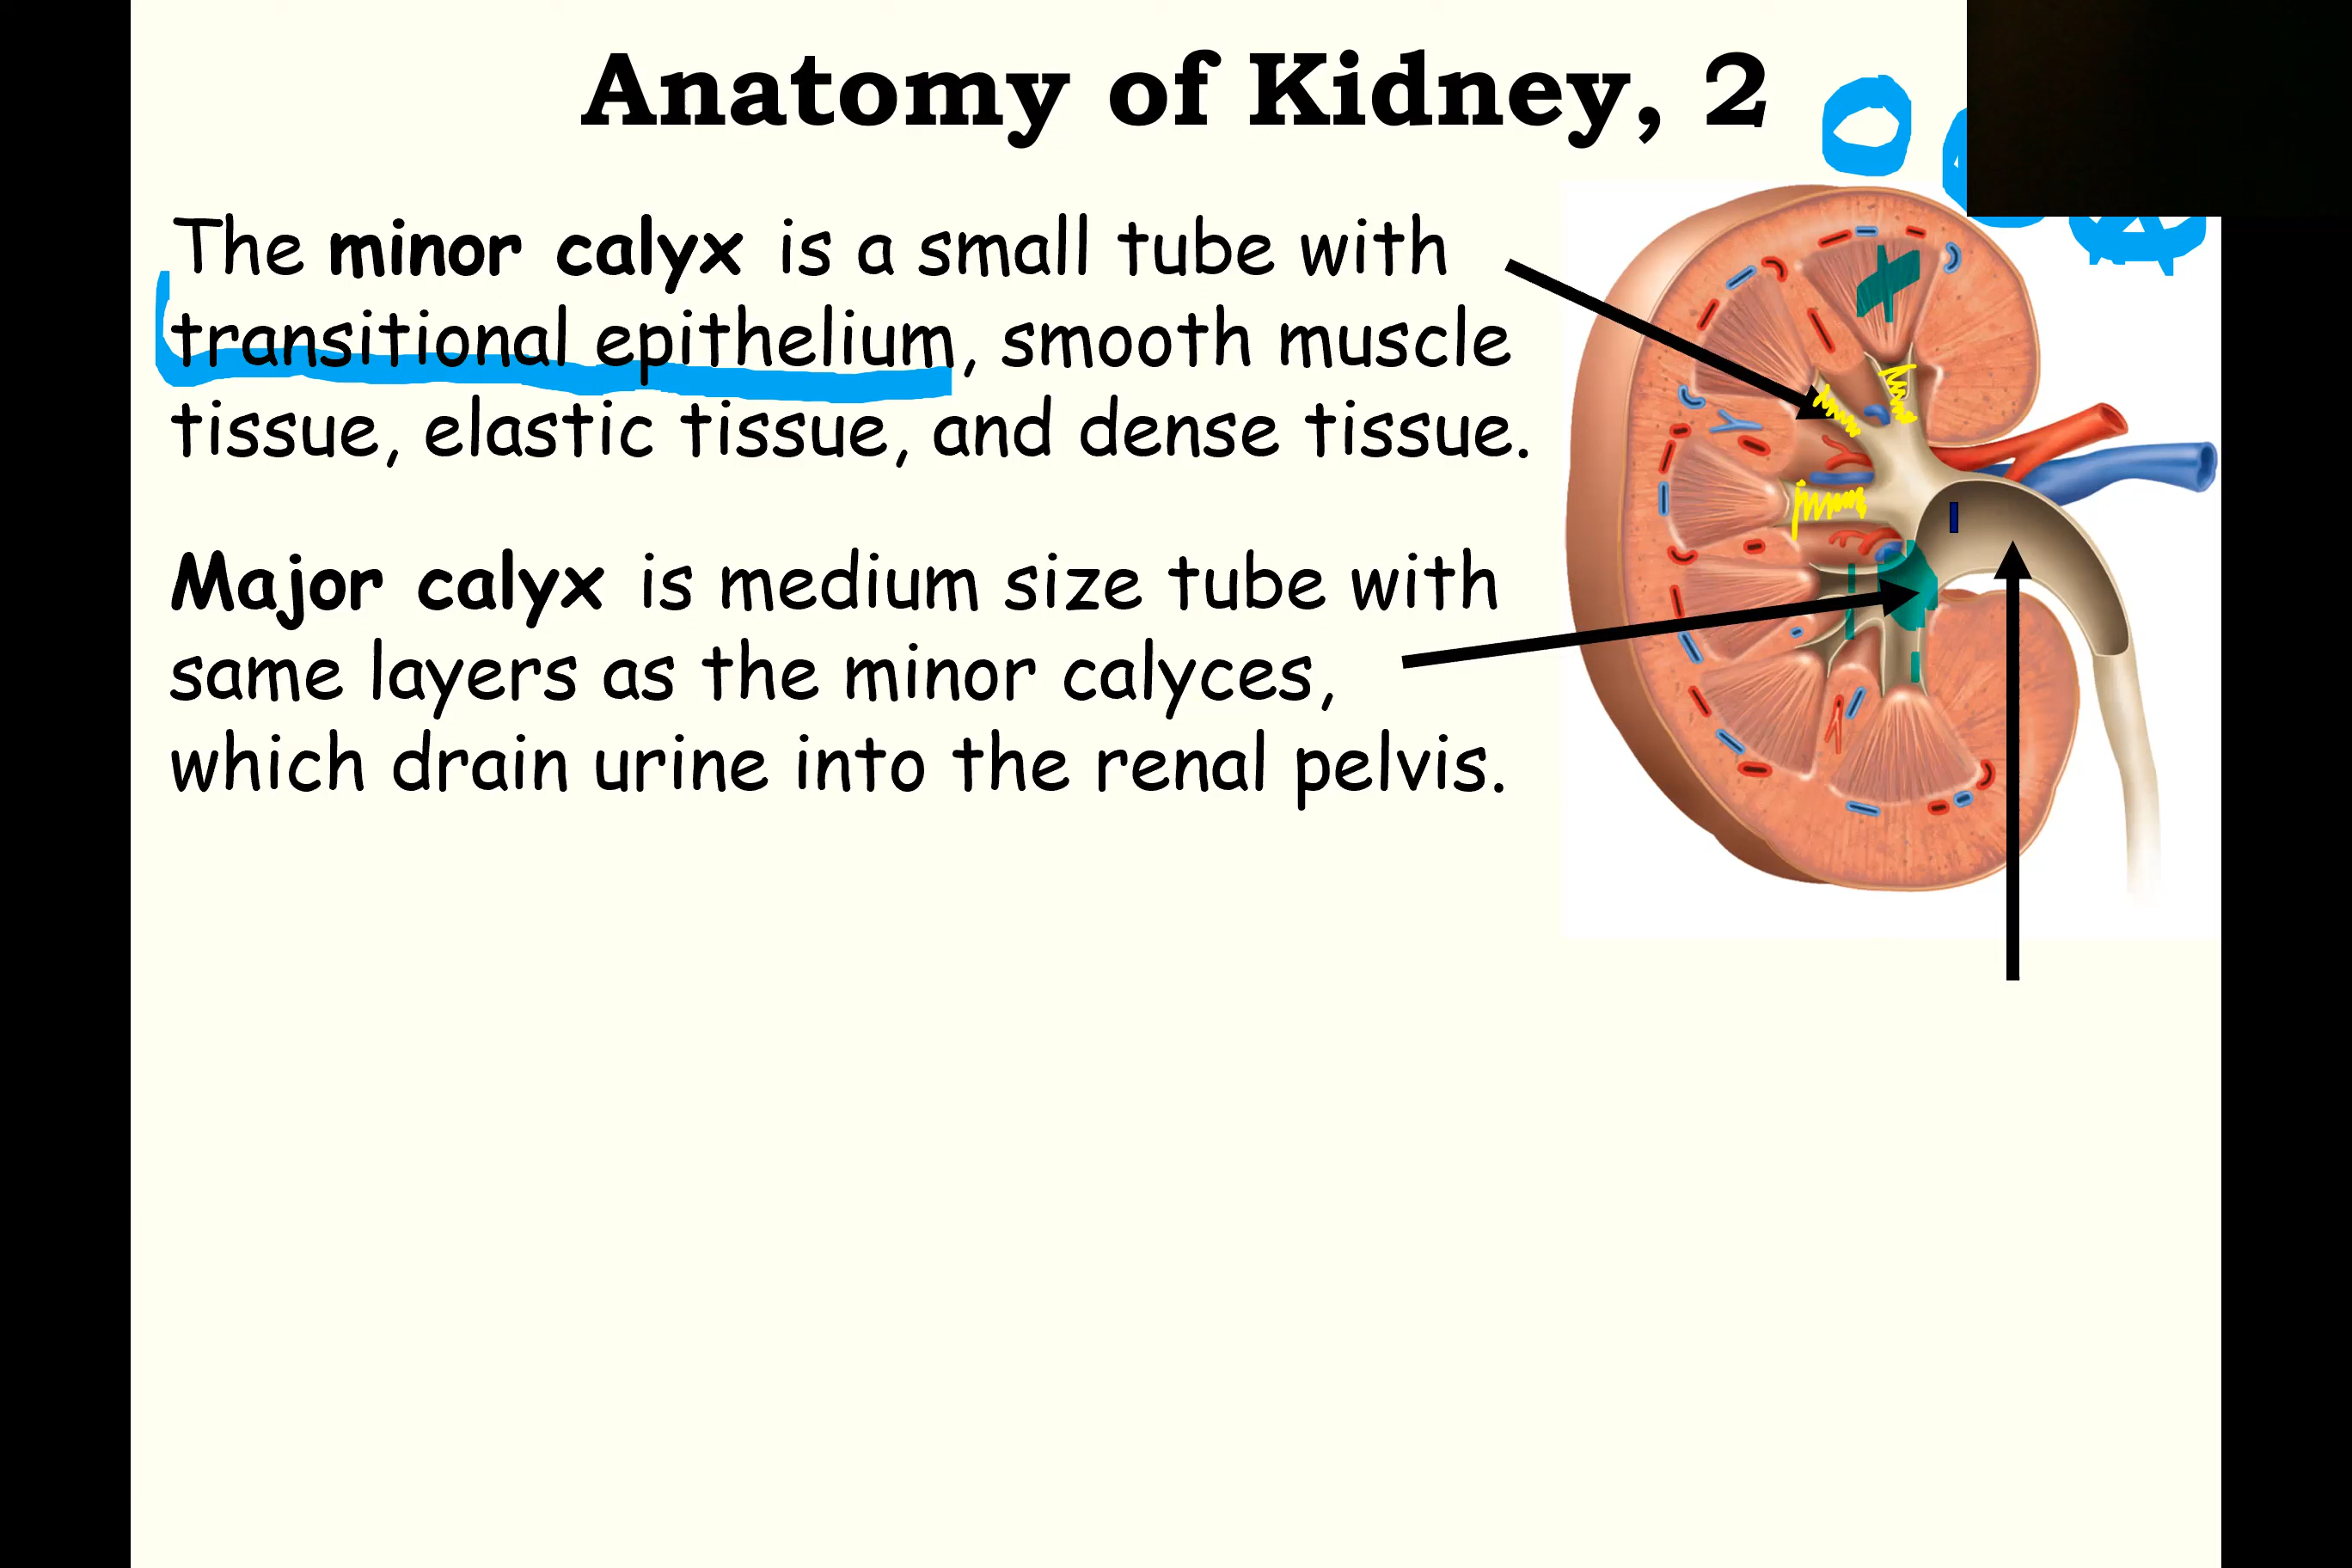 Anatomy of Kidney, 2
The minor calyx is a small tube with
transitional epithelium, smooth muscle
tissue, elastic tissue, and dense tissue.
Major calyx is medium size tube with
same layers as the minor calyces,
which drain urine into the renal pelvis.